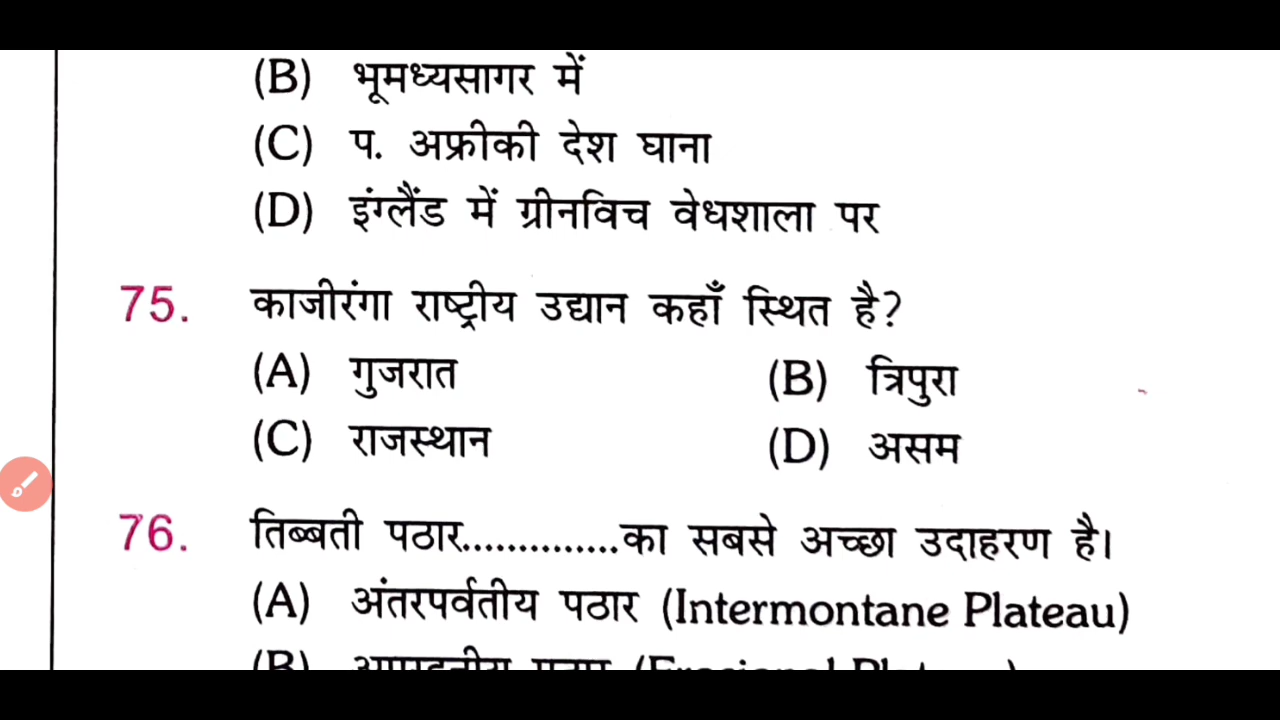 (B) भूमध्यसागर में
(C) प. अफ्रीकी देश घाना
(D) इंग्लैंड में ग्रीनविच वेधशाला पर
75. काजीरंगा राष्ट्रीय उद्यान कहाँ स्थित है?
(A) गुजरात (B) त्रिपुरा
(C) राजस्थान (D) असम
76. तिब्बती पठार..............का सबसे अच्छा उदाहरण है।
(A) अंतरपर्वतीय पठार (Intermontane Plateau)
(B)